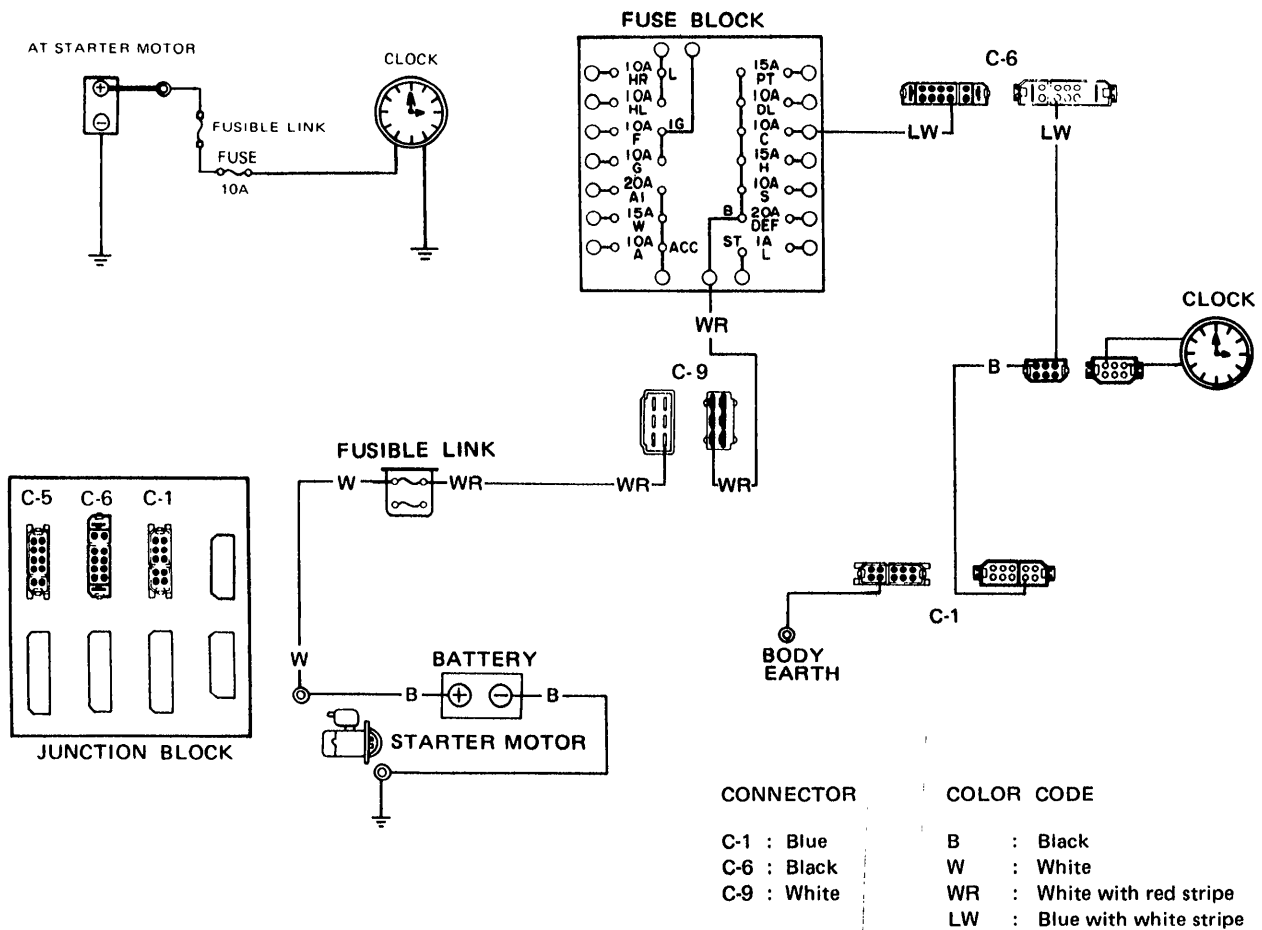 FUSE BLOCK
AT STARTER MOTOR
CLOCK
FUSIBLE LINK
FUSE
10A
10A
HR
L
10A
HL
10A
F
IG
10A
G
20A
AI
15A
W
10A
A
ACC
15A
PT
10A
DL
10A
C
15A
H
10A
S
B
20A
DEF
ST
1A
L
C-6
LW
LW
WR
C-9
CLOCK
B
FUSIBLE LINK
W
WR
WR
WR
C-5
C-6
C-1
JUNCTION BLOCK
C-1
BODY
EARTH
W
BATTERY
B
B
STARTER MOTOR
CONNECTOR
C-1 : Blue
C-6 : Black
C-9 : White
COLOR CODE
B : Black
W : White
WR : White with red stripe
LW : Blue with white stripe